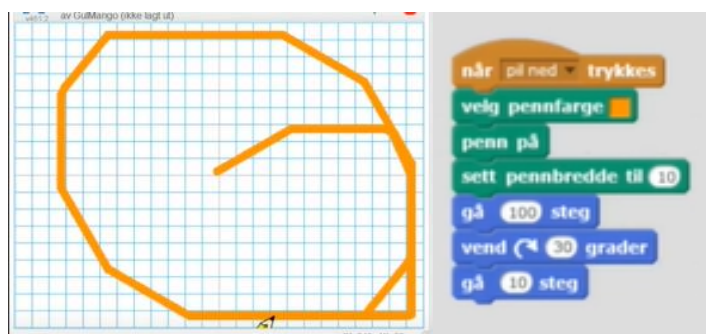 av GulMango (ikke lagt ut)
når pil ned trykkes
velg pennfarge
penn på
sett pennbredde til 10
gå 100 steg
vend 30 grader
gå 10 steg